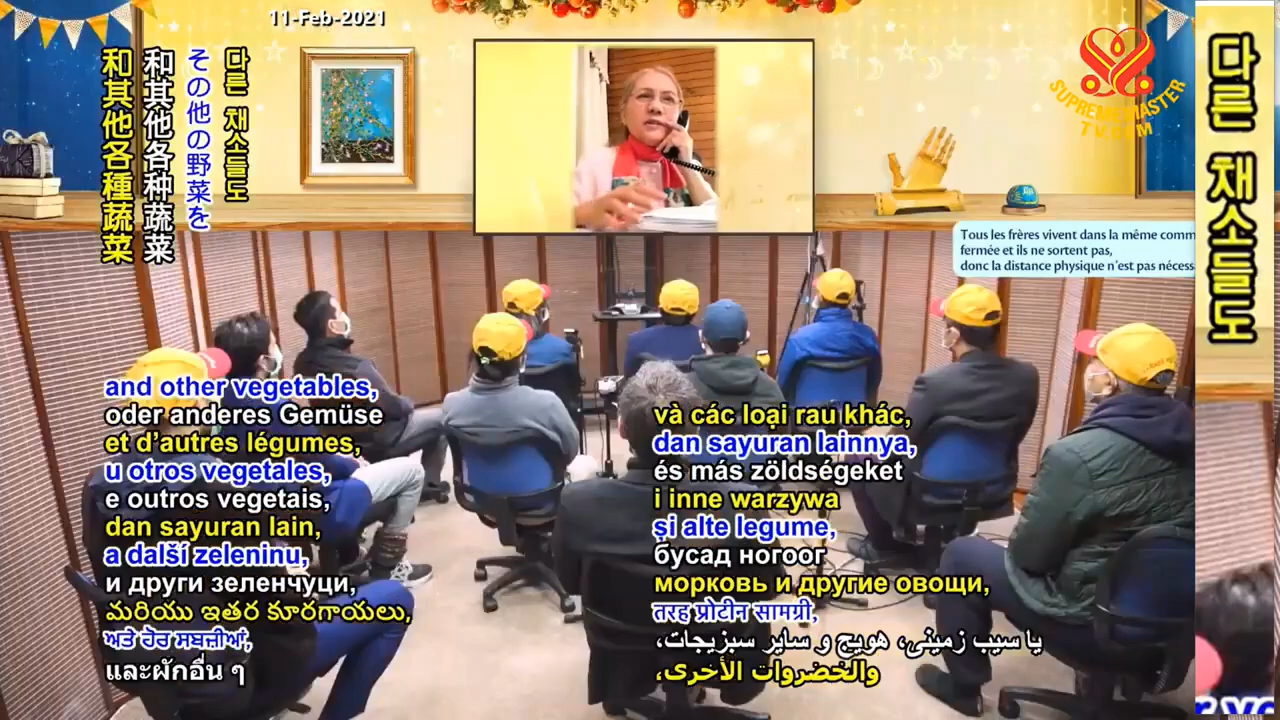 11-Feb-2021
다른 채소들도
その他の野菜を
和其他各种蔬菜
和其他各種蔬菜
SUPREME MASTER
다른 채소들도
Tous les frères vivent dans la même comm
fermée et ils ne sortent pas,
donc la distance physique n'est pas nécess
and other vegetables,
oder anderes Gemüse
et d'autres légumes,
u otros vegetales,
e outros vegetais,
dan sayuran lain,
a další zeleninu,
и други зеленчуци,
మరియు ఇతర కూరగాయలు,
ਅਤੇ ਹੋਰ ਸਬਜ਼ੀਆਂ,
และผักอื่น ๆ
và các loại rau khác,
dan sayuran lainnya,
és más zöldségeket
i inne warzywa
și alte legume,
бусад ногоог
морковь и другие овощи,
तरह प्रोटीन सामग्री,
یا سیب زمینی، هویج و سایر سبزیجات،
والخضروات الأخرى،